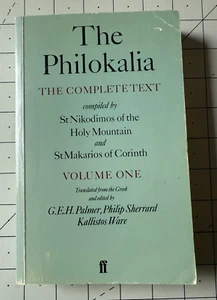 The
Philokalia
THE COMPLETE TEXT
compiled by
St Nikodimos of the
Holy Mountain
and
St Makarios of Corinth
VOLUME ONE
Translated from the Greek
and edited by
G.E.H. Palmer, Philip Sherrard
Kallistos Ware
ff